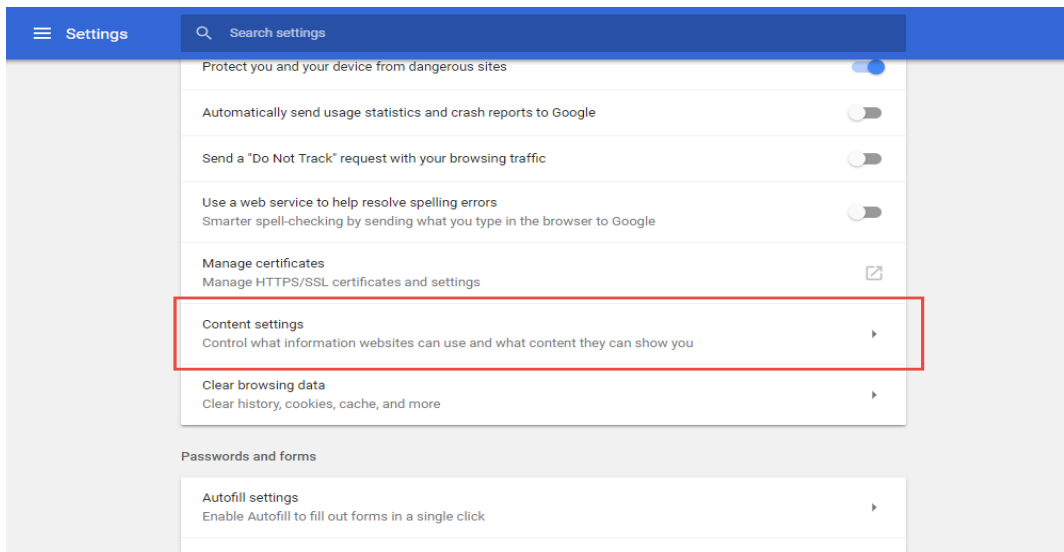 Settings
Search settings
Protect you and your device from dangerous sites
Automatically send usage statistics and crash reports to Google
Send a "Do Not Track" request with your browsing traffic
Use a web service to help resolve spelling errors
Smarter spell-checking by sending what you type in the browser to Google
Manage certificates
Manage HTTPS/SSL certificates and settings
Content settings
Control what information websites can use and what content they can show you
Clear browsing data
Clear history, cookies, cache, and more
Passwords and forms
Autofill settings
Enable Autofill to fill out forms in a single click